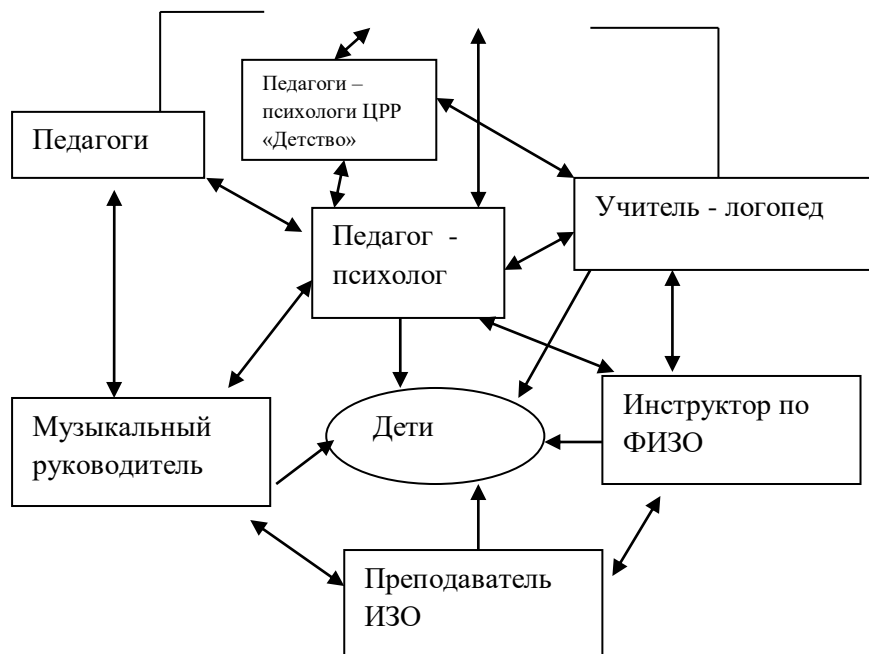 Педагоги –
психологи ЦРР
«Детство»
Педагоги
Учитель - логопед
Педагог -
психолог
Музыкальный
руководитель
Дети
Инструктор по
ФИЗО
Преподаватель
ИЗО